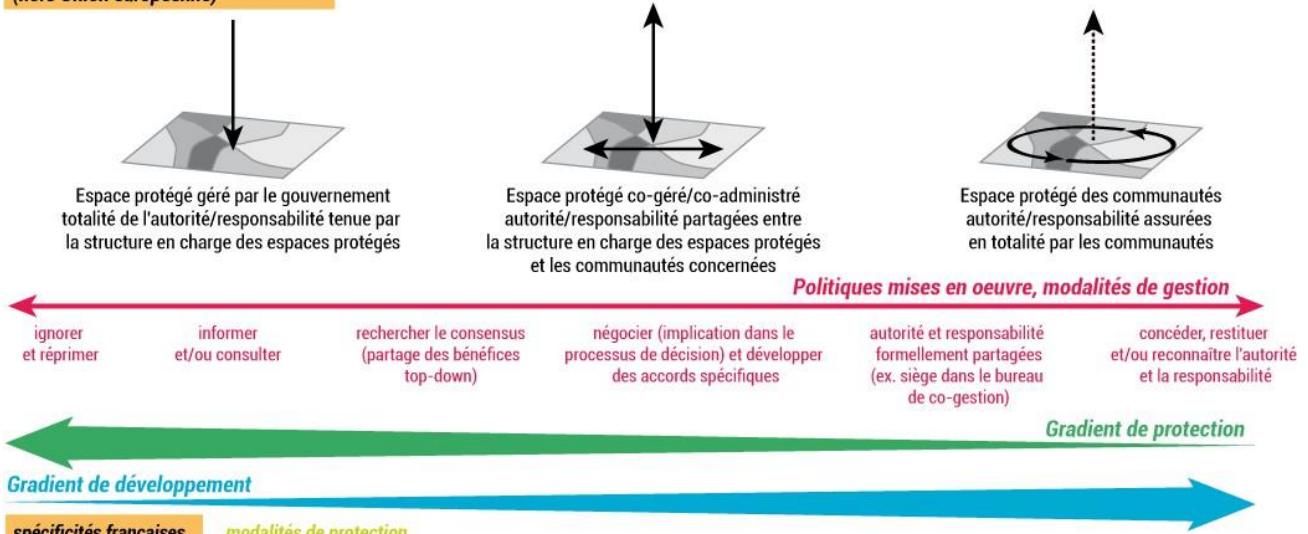 Espace protégé géré par le gouvernement
totalité de l'autorité/responsabilité tenue par
la structure en charge des espaces protégés
Espace protégé co-géré/co-administré
autorité/responsabilité partagées entre
la structure en charge des espaces protégés
et les communautés concernées
Espace protégé des communautés
autorité/responsabilité assurées
en totalité par les communautés
Politiques mises en oeuvre, modalités de gestion
ignorer
et réprimer
informer
et/ou consulter
rechercher le consensus
(partage des bénéfices
top-down)
négocier (implication dans le
processus de décision) et développer
des accords spécifiques
autorité et responsabilité
formellement partagées
(ex. siège dans le bureau
de co-gestion)
concéder, restituer
et/ou reconnaître l'autorité
et la responsabilité
Gradient de protection
Gradient de développement
spécificités françaises
modalités de protection